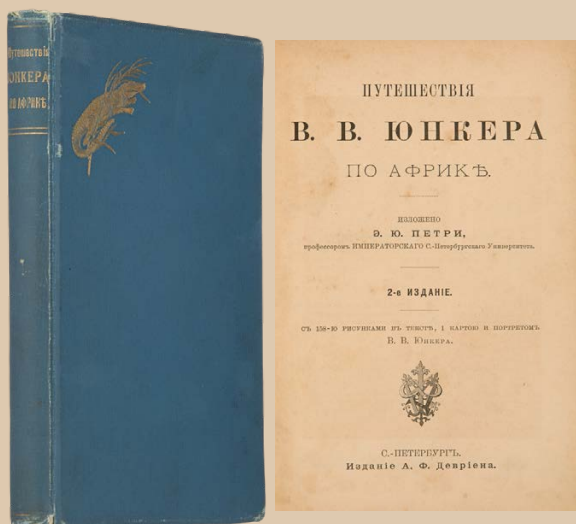 Путешествія
ЮНКЕРА
ПО АФРИКѢ
ПУТЕШЕСТВІЯ
В. В. ЮНКЕРА
ПО АФРИКѢ.
ИЗЛОЖЕНО
Э. Ю. ПЕТРИ,
профессоромъ ИМПЕРАТОРСКАГО С.-Петербургскаго Университета.
2-е ИЗДАНІЕ.
СЪ 158-Ю РИСУНКАМИ ВЪ ТЕКСТѢ, 1 КАРТОЮ И ПОРТРЕТОМЪ
В. В. ЮНКЕРА.
С.-ПЕТЕРБУРГЪ.
Изданіе А. Ф. Девріена.